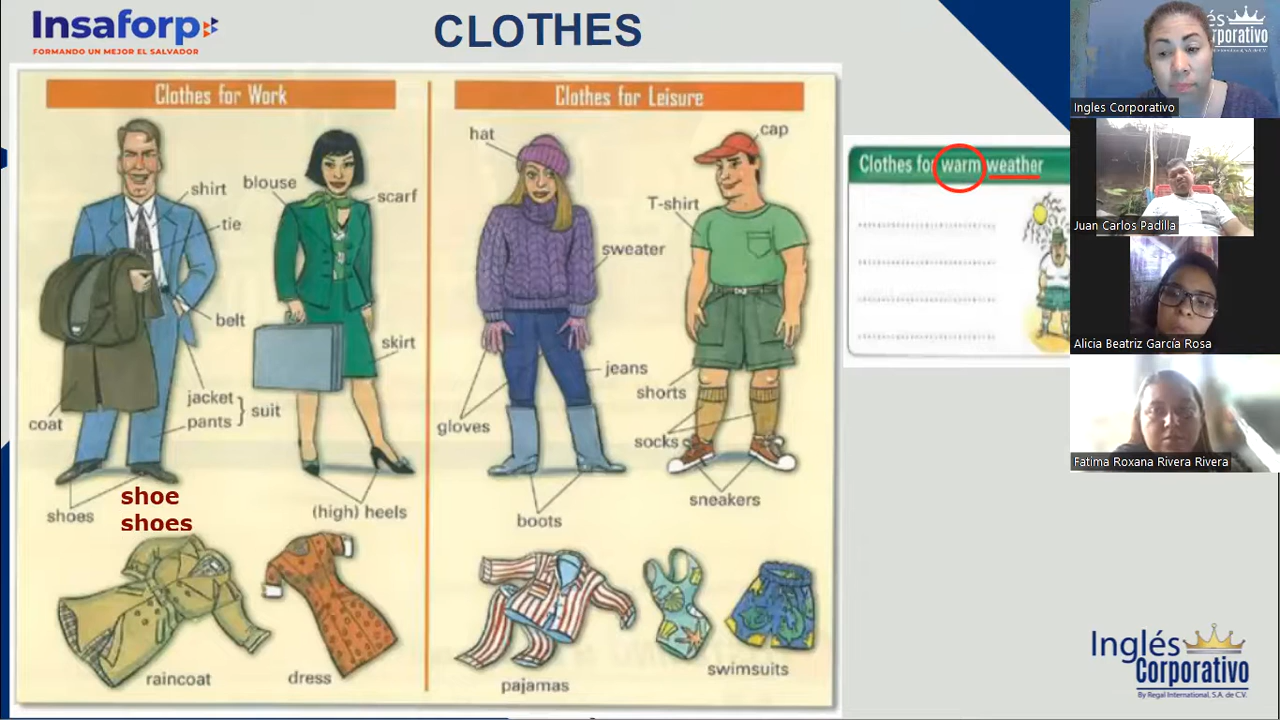 Insaforp
FORMANDO UN MEJOR EL SALVADOR
CLOTHES
Clothes for Work
shirt
blouse
scarf
tie
belt
skirt
jacket
pants
suit
coat
shoes
shoe
shoes
(high) heels
raincoat
dress
Clothes for Leisure
hat
cap
T-shirt
sweater
jeans
shorts
gloves
socks
sneakers
boots
pajamas
swimsuits
Clothes for warm weather
Inglés
Corporativo
By Regal International, S.A. de C.V.
Ingles Corporativo
Juan Carlos Padilla
Alicia Beatriz García Rosa
Fatima Roxana Rivera Rivera